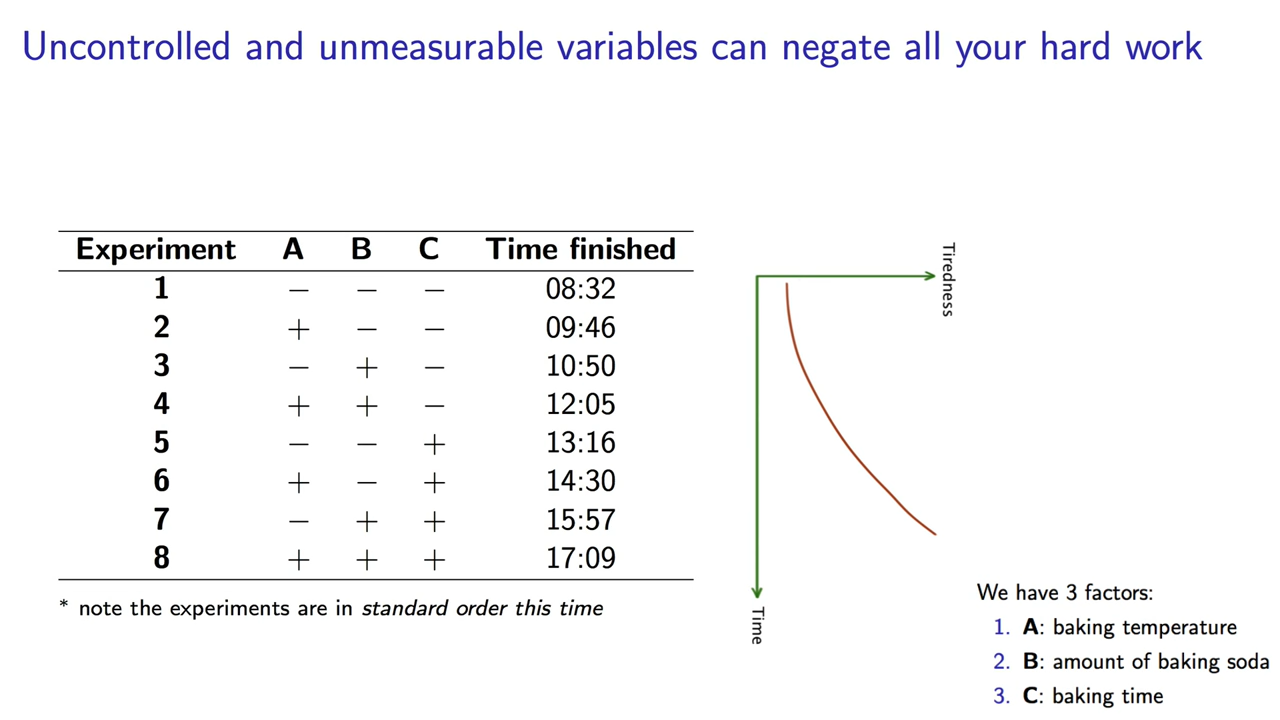 Uncontrolled and unmeasurable variables can negate all your hard work
Experiment A B C Time finished
1 − − − 08:32
2 + − − 09:46
3 − + − 10:50
4 + + − 12:05
5 − − + 13:16
6 + − + 14:30
7 − + + 15:57
8 + + + 17:09
* note the experiments are in standard order this time
Tiredness
Time
We have 3 factors:
1. A: baking temperature
2. B: amount of baking soda
3. C: baking time